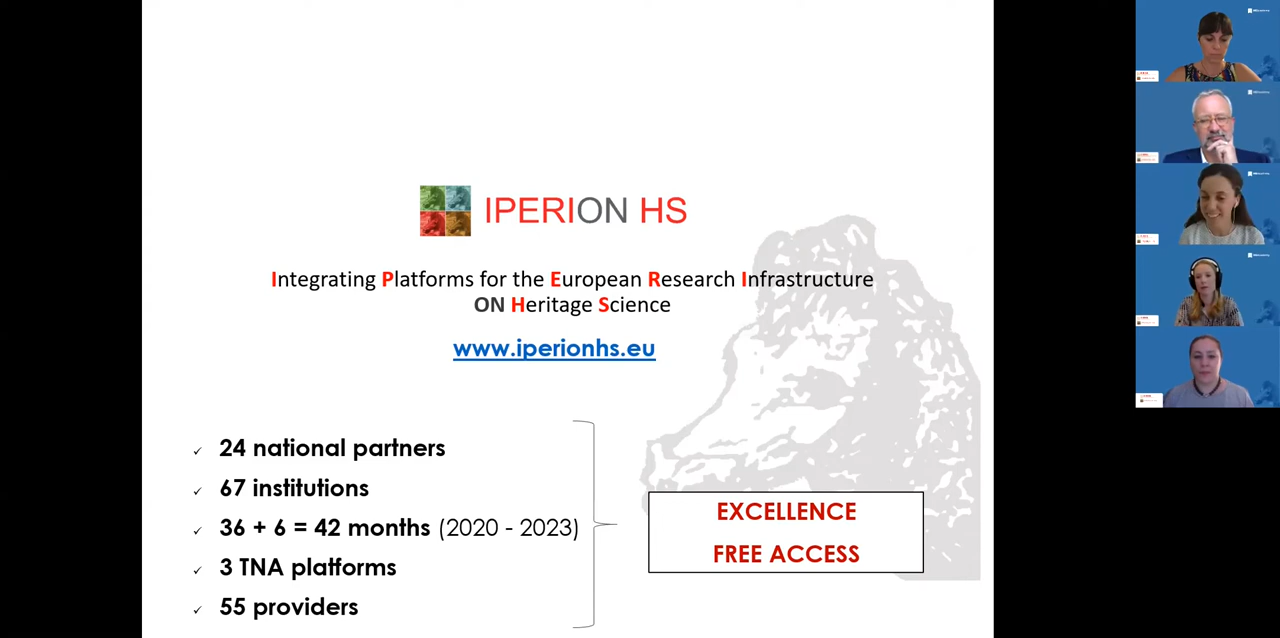 IPERION HS
Integrating Platforms for the European Research Infrastructure
ON Heritage Science
www.iperionhs.eu
✓ 24 national partners
✓ 67 institutions
✓ 36 + 6 = 42 months (2020 - 2023)
✓ 3 TNA platforms
✓ 55 providers
EXCELLENCE
FREE ACCESS